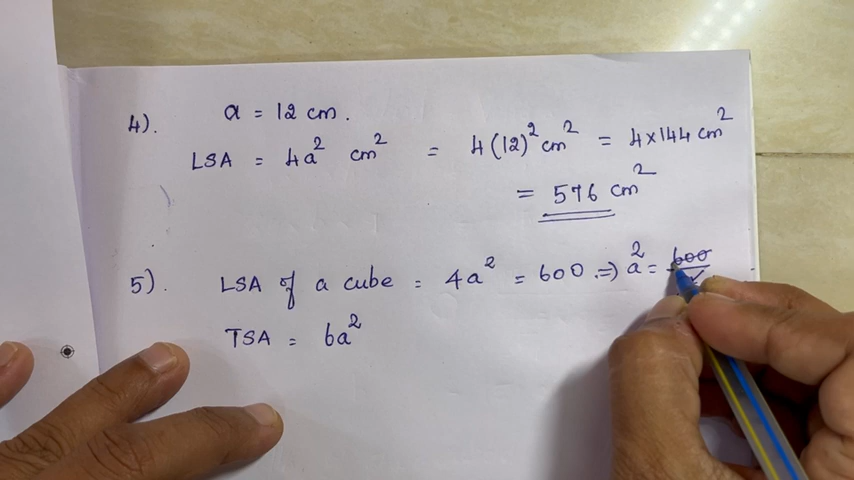 4). a = 12 cm.
LSA = 4a² cm² = 4(12)² cm² = 4×144 cm²
= 576 cm²
5). LSA of a cube = 4a² = 600 ⇒ a² = 600
TSA = 6a²